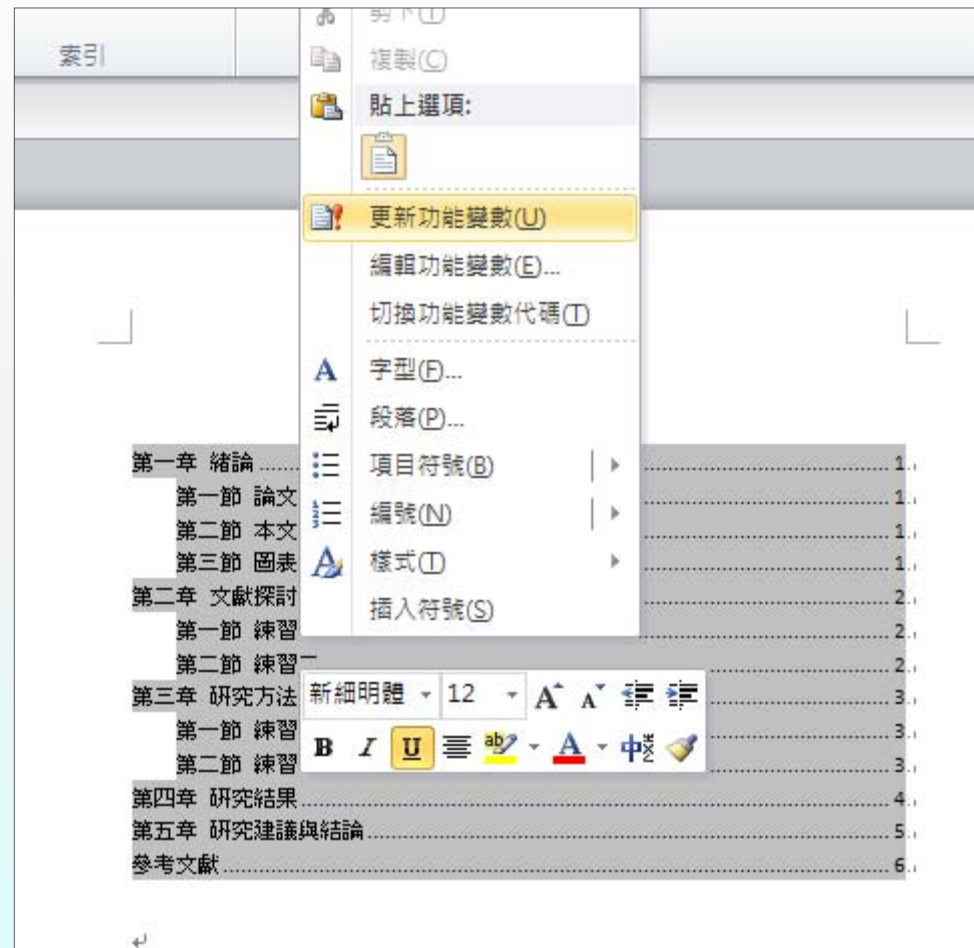 剪下(T)
索引
複製(C)
貼上選項:
更新功能變數(U)
編輯功能變數(E)...
切換功能變數代碼(T)
字型(F)...
段落(P)...
項目符號(B)
編號(N)
樣式(T)
插入符號(S)
第一章 緒論 ........ 1
第一節 論文 ........ 1
第二節 本文 ........ 1
第三節 圖表 ........ 1
第二章 文獻探討 ........ 2
第一節 練習 ........ 2
第二節 練習二 ........ 2
新細明體 12 A A
第三章 研究方法 ........ 3
第一節 練習 ........ 3
B I U ab A 中
第二節 練習 ........ 3
第四章 研究結果 ........ 4
第五章 研究建議與結論 ........ 5
參考文獻 ........ 6